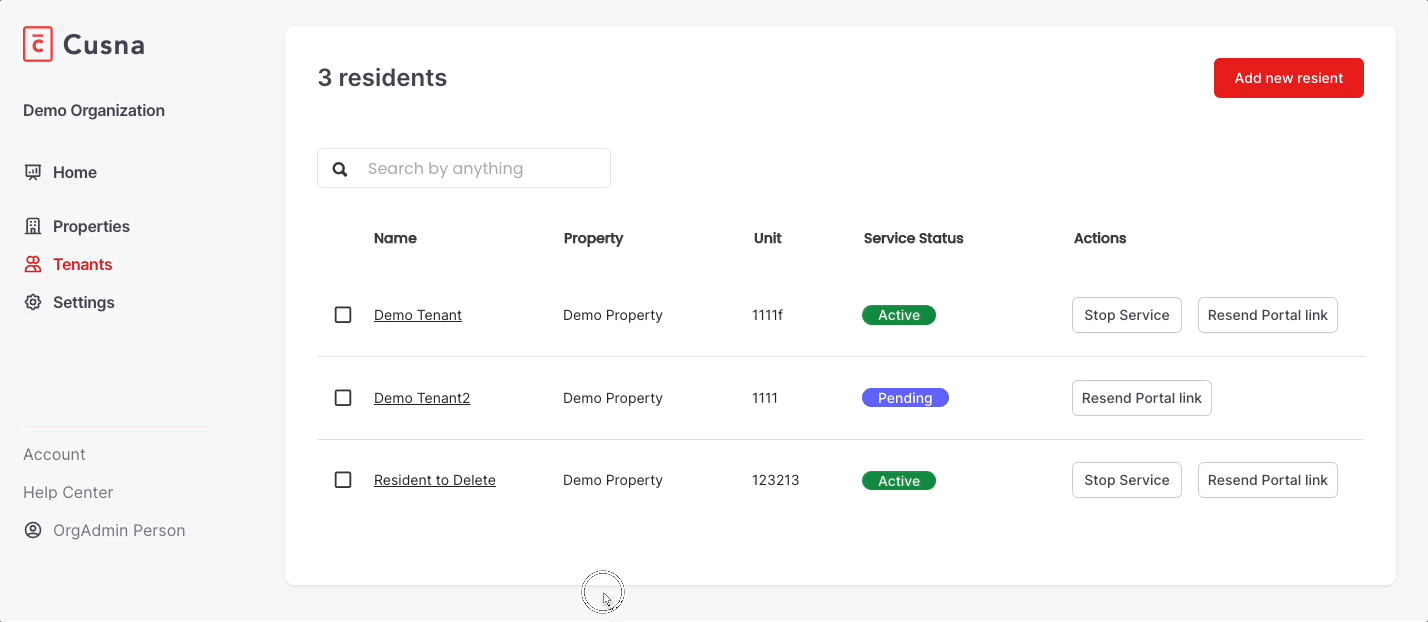 Cusna
Demo Organization
Home
Properties
Tenants
Settings
Account
Help Center
OrgAdmin Person
3 residents
Add new resient
Search by anything
Name Property Unit Service Status Actions
Demo Tenant Demo Property 1111f Active Stop Service Resend Portal link
Demo Tenant2 Demo Property 1111 Pending Resend Portal link
Resident to Delete Demo Property 123213 Active Stop Service Resend Portal link